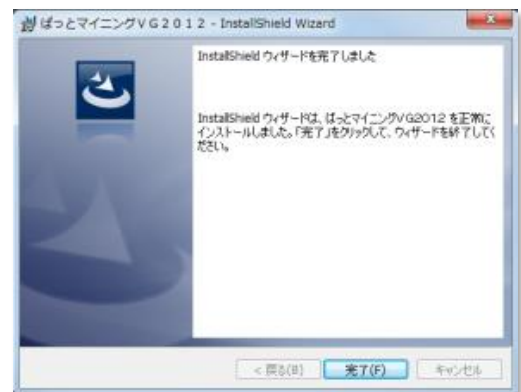 ぱっとマイニングＶＧ２０１２ - InstallShield Wizard
InstallShield ウィザードを完了しました
InstallShield ウィザードは、ぱっとマイニングVG2012 を正常に
インストールしました。「完了」をクリックして、ウィザードを終了してく
ださい。
< 戻る(B)
完了(F)
キャンセル